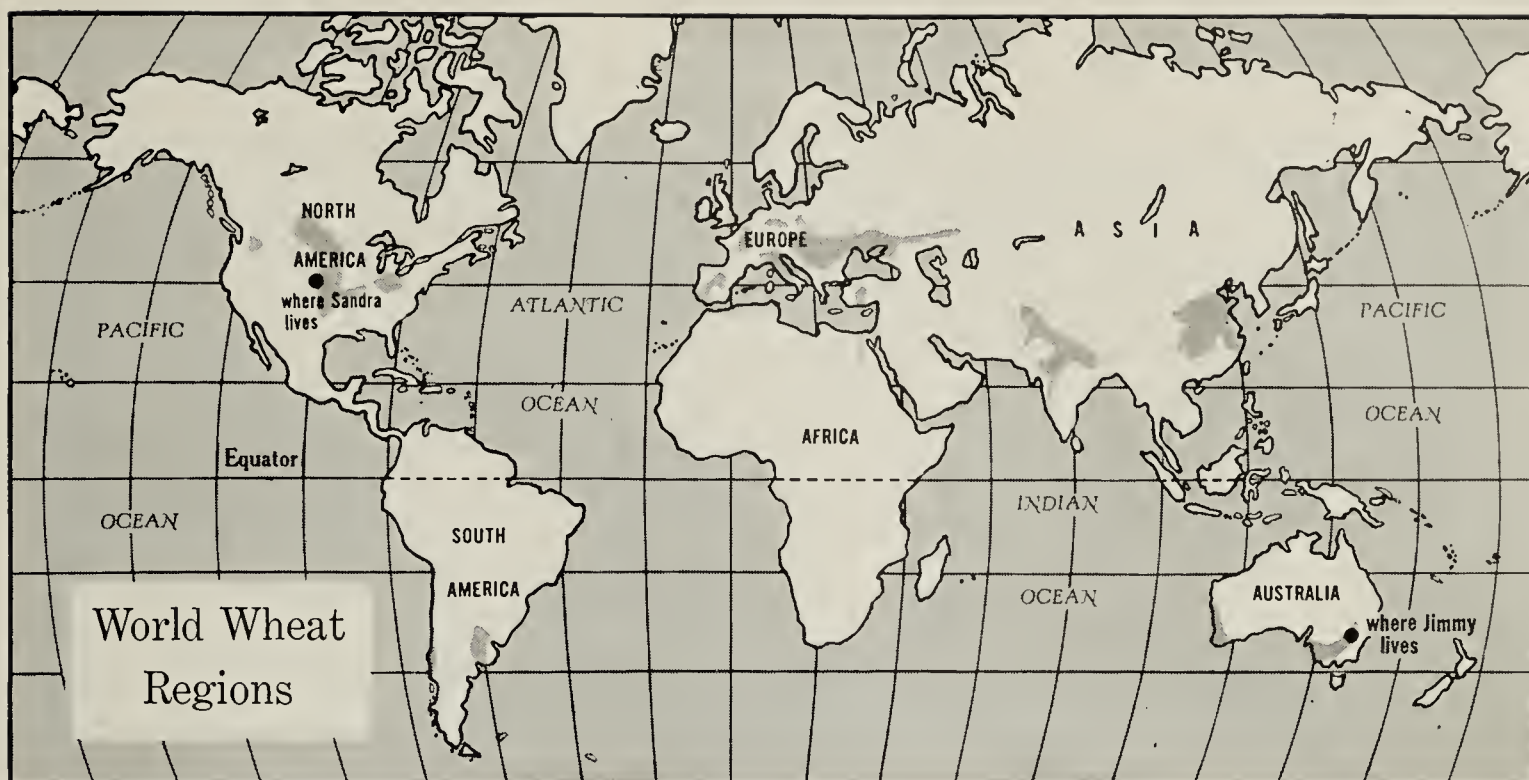 NORTH
AMERICA
where Sandra
lives
PACIFIC
OCEAN
ATLANTIC
OCEAN
Equator
SOUTH
AMERICA
EUROPE
ASIA
AFRICA
INDIAN
OCEAN
PACIFIC
OCEAN
AUSTRALIA
where Jimmy
lives
World Wheat
Regions